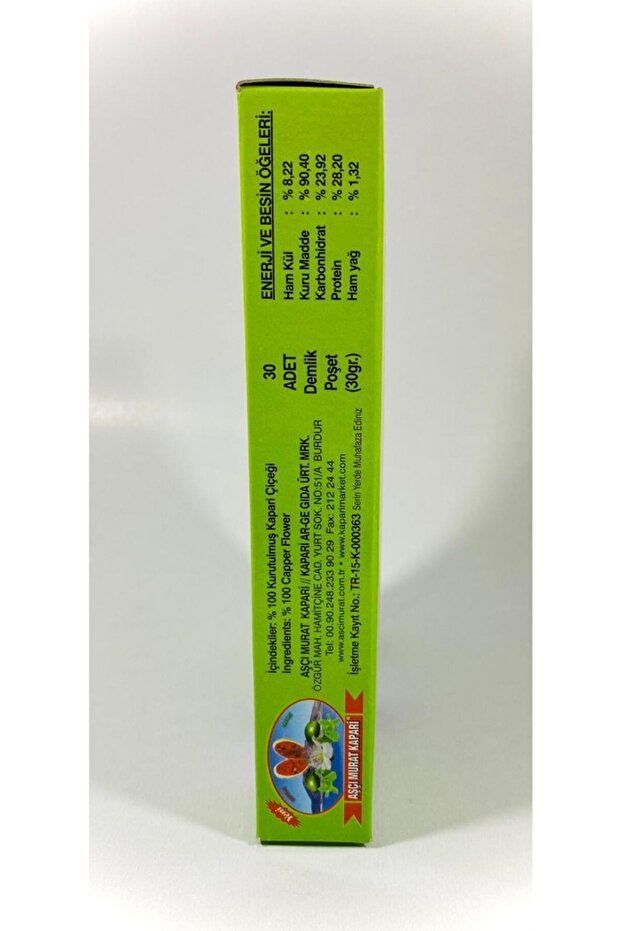 Yeni
AŞÇI MURAT KAPARİ
İçindekiler: % 100 Kurutulmuş Kapari Çiçeği
Ingredients: % 100 Capper Flower
AŞÇI MURAT KAPARİ // KAPARİ AR-GE GIDA ÜRT. MRK.
ÖZGÜR MAH. HAMİTÇİNE CAD. YURT SOK. NO:51/A BURDUR
Tel: 00.90.248.233 90 29 Fax: 212 24 44
www.ascimurat.com.tr • www.kaparimarket.com
İşletme Kayıt No.: TR-15-K-000363 Serin Yerde Muhafaza Ediniz
30
ADET
Demlik
Poşet
(30gr.)
ENERJİ VE BESİN ÖĞELERİ:
Ham Kül : % 8,22
Kuru Madde : % 90,40
Karbonhidrat : % 23,92
Protein : % 28,20
Ham yağ : % 1,32